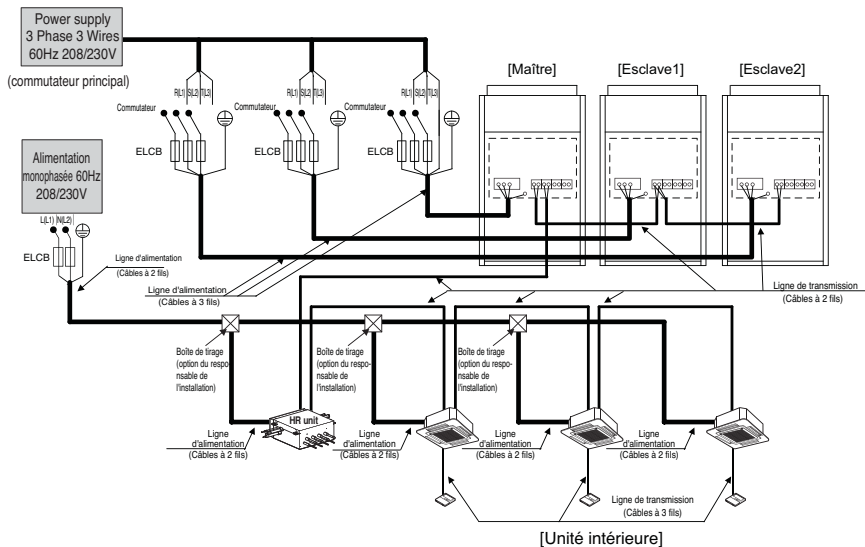 Power supply
3 Phase 3 Wires
60Hz 208/230V
(commutateur principal)
[Maître]
[Esclave1]
[Esclave2]
R(L1) S(L2) T(L3)
R(L1) S(L2) T(L3)
R(L1) S(L2) T(L3)
Commutateur
Commutateur
Commutateur
ELCB
ELCB
ELCB
Alimentation
monophasée 60Hz
208/230V
L(L1) N(L2)
ELCB
Ligne d'alimentation
(Câbles à 2 fils)
Ligne d'alimentation
(Câbles à 3 fils)
Ligne de transmission
(Câbles à 2 fils)
Boîte de tirage
(option du respo-
nsable de
l'installation)
Boîte de tirage
(option du respo-
nsable de
l'installation)
Boîte de tirage
(option du respo-
nsable de
l'installation)
HR unit
Ligne
d'alimentation
(Câbles à 2 fils)
Ligne
d'alimentation
(Câbles à 2 fils)
Ligne
d'alimentation
(Câbles à 2 fils)
Ligne
d'alimentation
(Câbles à 2 fils)
Ligne de transmission
(Câbles à 3 fils)
[Unité intérieure]